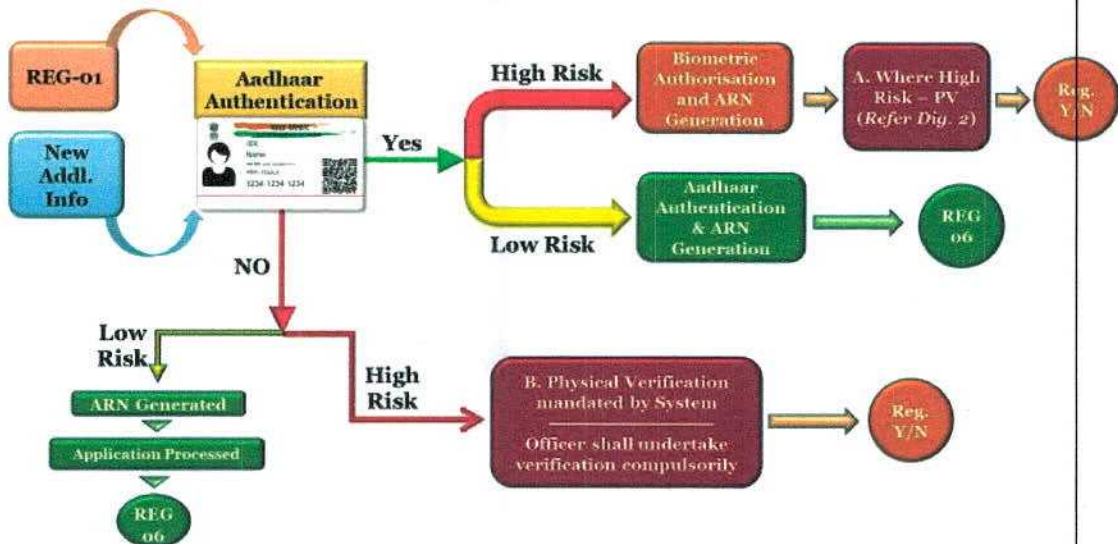 REG-01
New
Addl.
Info
Aadhaar
Authentication
Name
1234 1234 1234
Yes
NO
High Risk
Low Risk
Biometric
Authorisation
and ARN
Generation
A. Where High
Risk – PV
(Refer Dig. 2)
Reg.
Y/N
Aadhaar
Authentication
& ARN
Generation
REG
06
Low
Risk
ARN Generated
Application Processed
REG
06
High
Risk
B. Physical Verification
mandated by System
Officer shall undertake
verification compulsorily
Reg.
Y/N